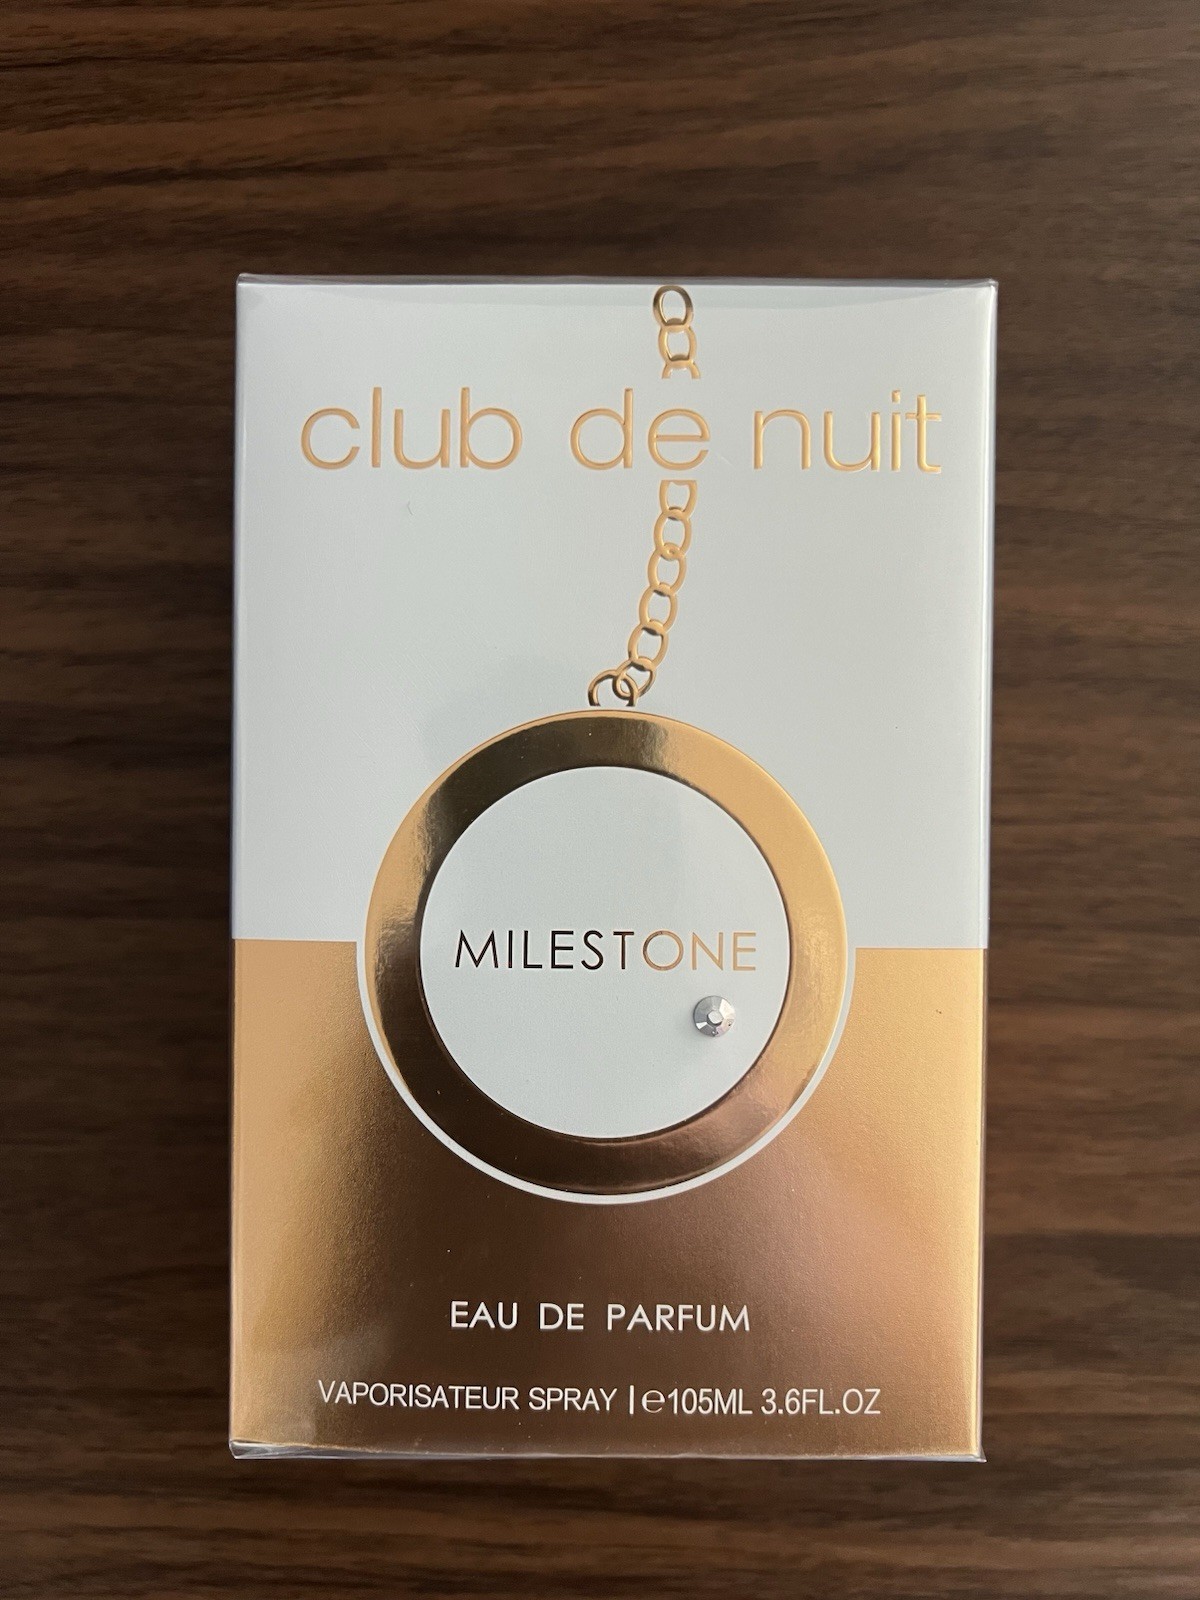 club de nuit
MILESTONE
EAU DE PARFUM
VAPORISATEUR SPRAY | ℮105ML 3.6FL.OZ